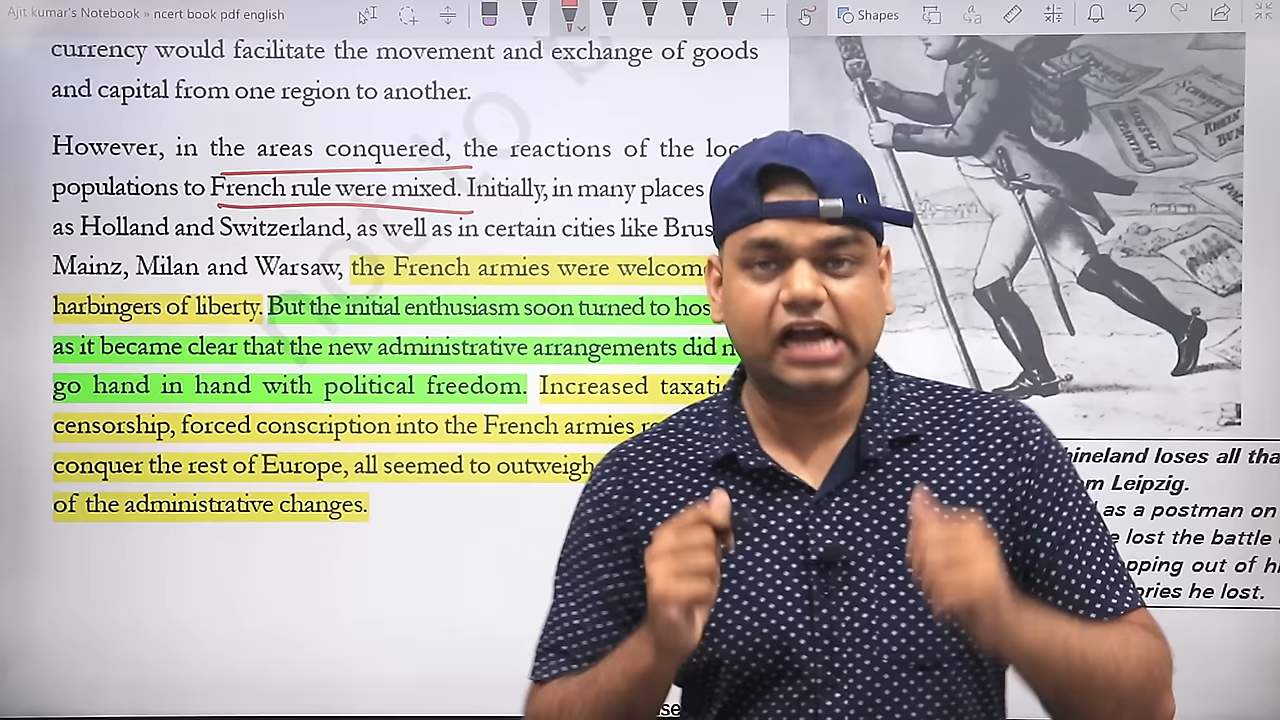 Ajit kumar's Notebook » ncert book pdf english
Shapes
currency would facilitate the movement and exchange of goods
and capital from one region to another.
However, in the areas conquered, the reactions of the loc
populations to French rule were mixed. Initially, in many places
as Holland and Switzerland, as well as in certain cities like Brus
Mainz, Milan and Warsaw, the French armies were welcom
harbingers of liberty. But the initial enthusiasm soon turned to hos
as it became clear that the new administrative arrangements did n
go hand in hand with political freedom. Increased taxati
censorship, forced conscription into the French armies re
conquer the rest of Europe, all seemed to outweigh
of the administrative changes.
hineland loses all tha
m Leipzig.
as a postman on
e lost the battle
pping out of hi
ories he lost.